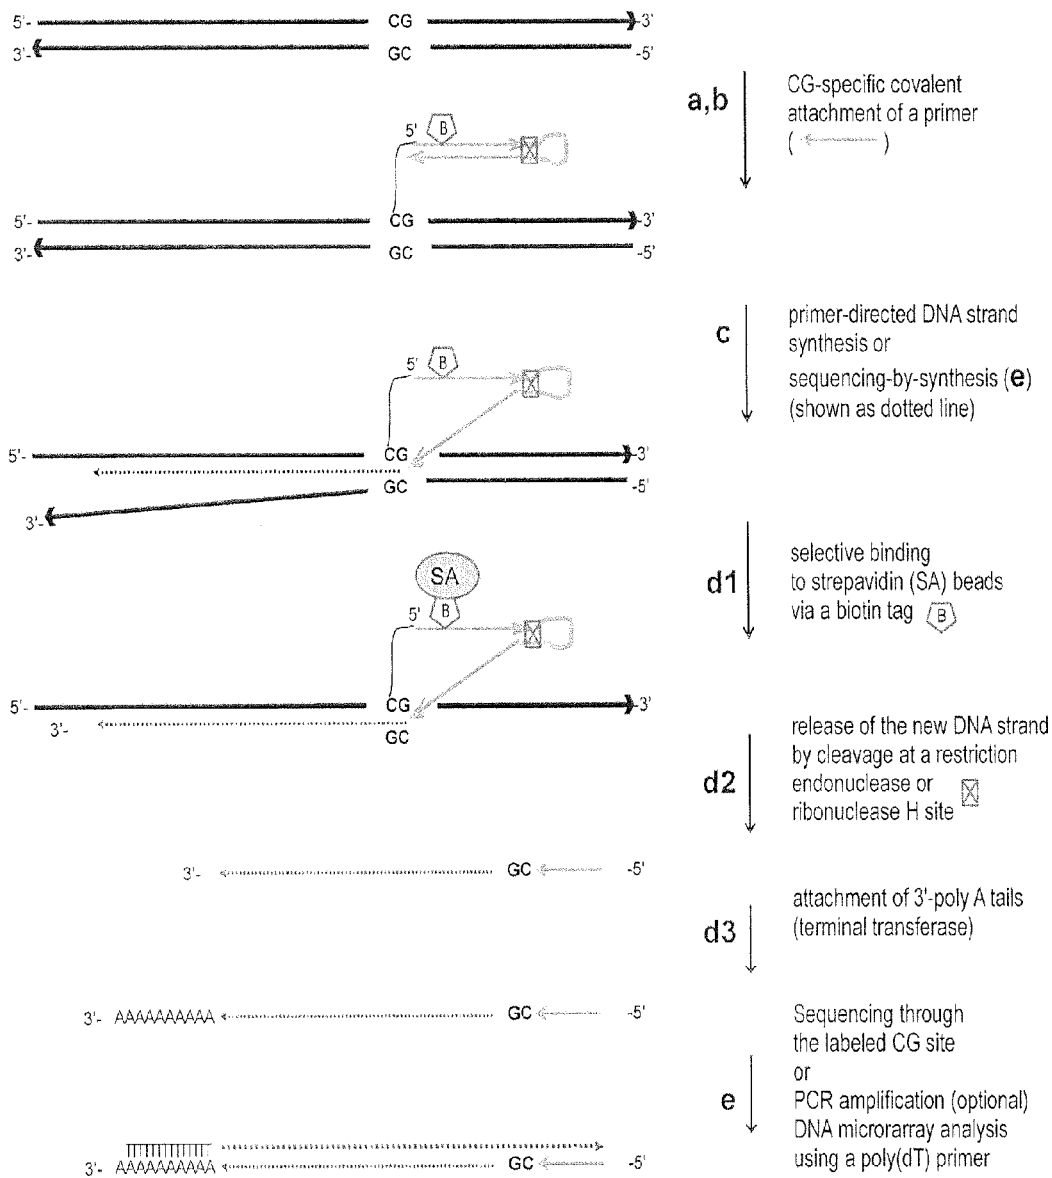 5'- CG -3'
3'- GC -5'
a,b
CG-specific covalent
attachment of a primer
( )
5' B
X
5'- CG -3'
3'- GC -5'
c
primer-directed DNA strand
synthesis or
sequencing-by-synthesis (e)
(shown as dotted line)
5' B
X
5'- CG -3'
GC -5'
3'-
d1
selective binding
to strepavidin (SA) beads
via a biotin tag B
SA
5' B
X
5'- CG -3'
3'- GC
d2
release of the new DNA strand
by cleavage at a restriction
endonuclease or
ribonuclease H site X
3'- GC -5'
d3
attachment of 3'-poly A tails
(terminal transferase)
3'- AAAAAAAAAA GC -5'
e
Sequencing through
the labeled CG site
or
PCR amplification (optional)
DNA microrarray analysis
using a poly(dT) primer
TTTTTTTTTTT
3'- AAAAAAAAAA GC -5'